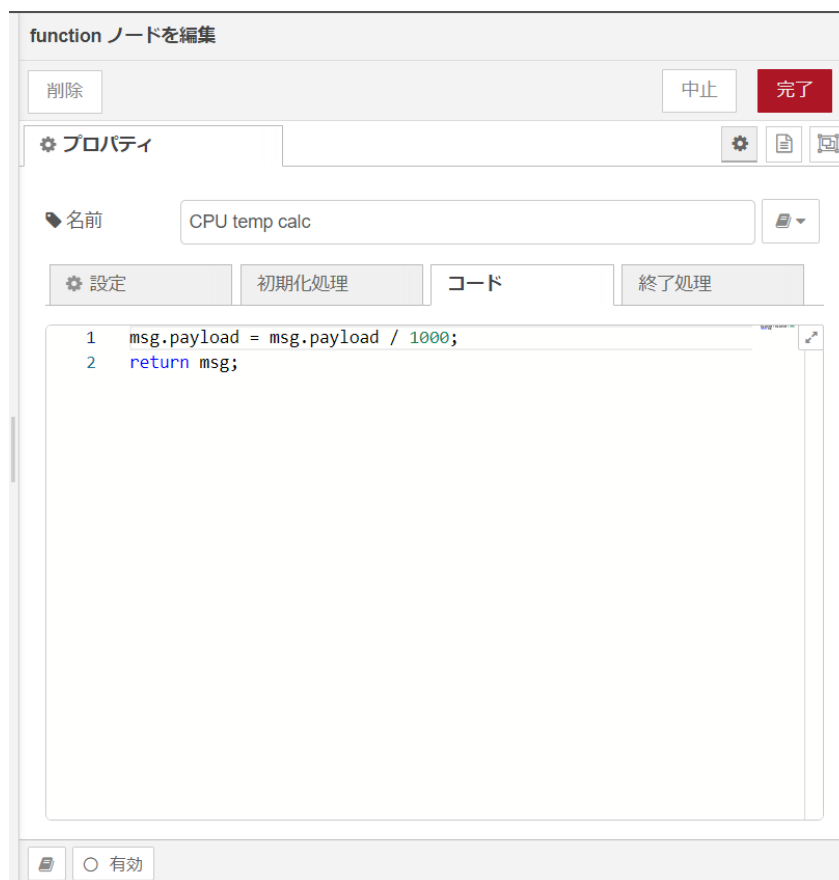 function ノードを編集
削除 中止 完了
プロパティ
名前 CPU temp calc
設定 初期化処理 コード 終了処理
1 msg.payload = msg.payload / 1000;
2 return msg;
有効